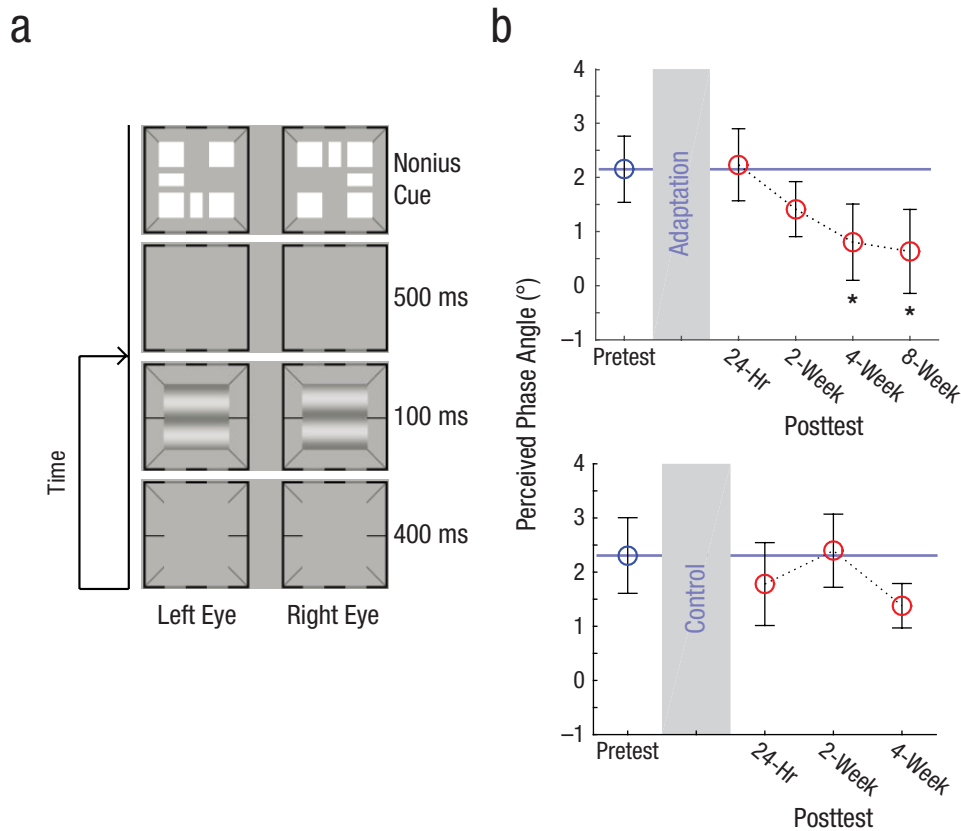 a
Nonius
Cue
500 ms
100 ms
400 ms
Time
Left Eye
Right Eye
b
Perceived Phase Angle (°)
4
3
2
1
0
–1
Adaptation
*
*
Pretest
24-Hr
2-Week
4-Week
8-Week
Posttest
4
3
2
1
0
–1
Control
Pretest
24-Hr
2-Week
4-Week
Posttest